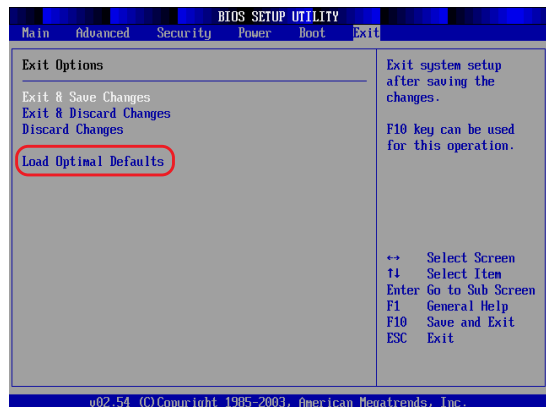 BIOS SETUP UTILITY
Main Advanced Security Power Boot Exit
Exit Options
Exit & Save Changes
Exit & Discard Changes
Discard Changes
Load Optimal Defaults
Exit system setup
after saving the
changes.
F10 key can be used
for this operation.
↔ Select Screen
↑↓ Select Item
Enter Go to Sub Screen
F1 General Help
F10 Save and Exit
ESC Exit
v02.54 (C)Copyright 1985-2003, American Megatrends, Inc.